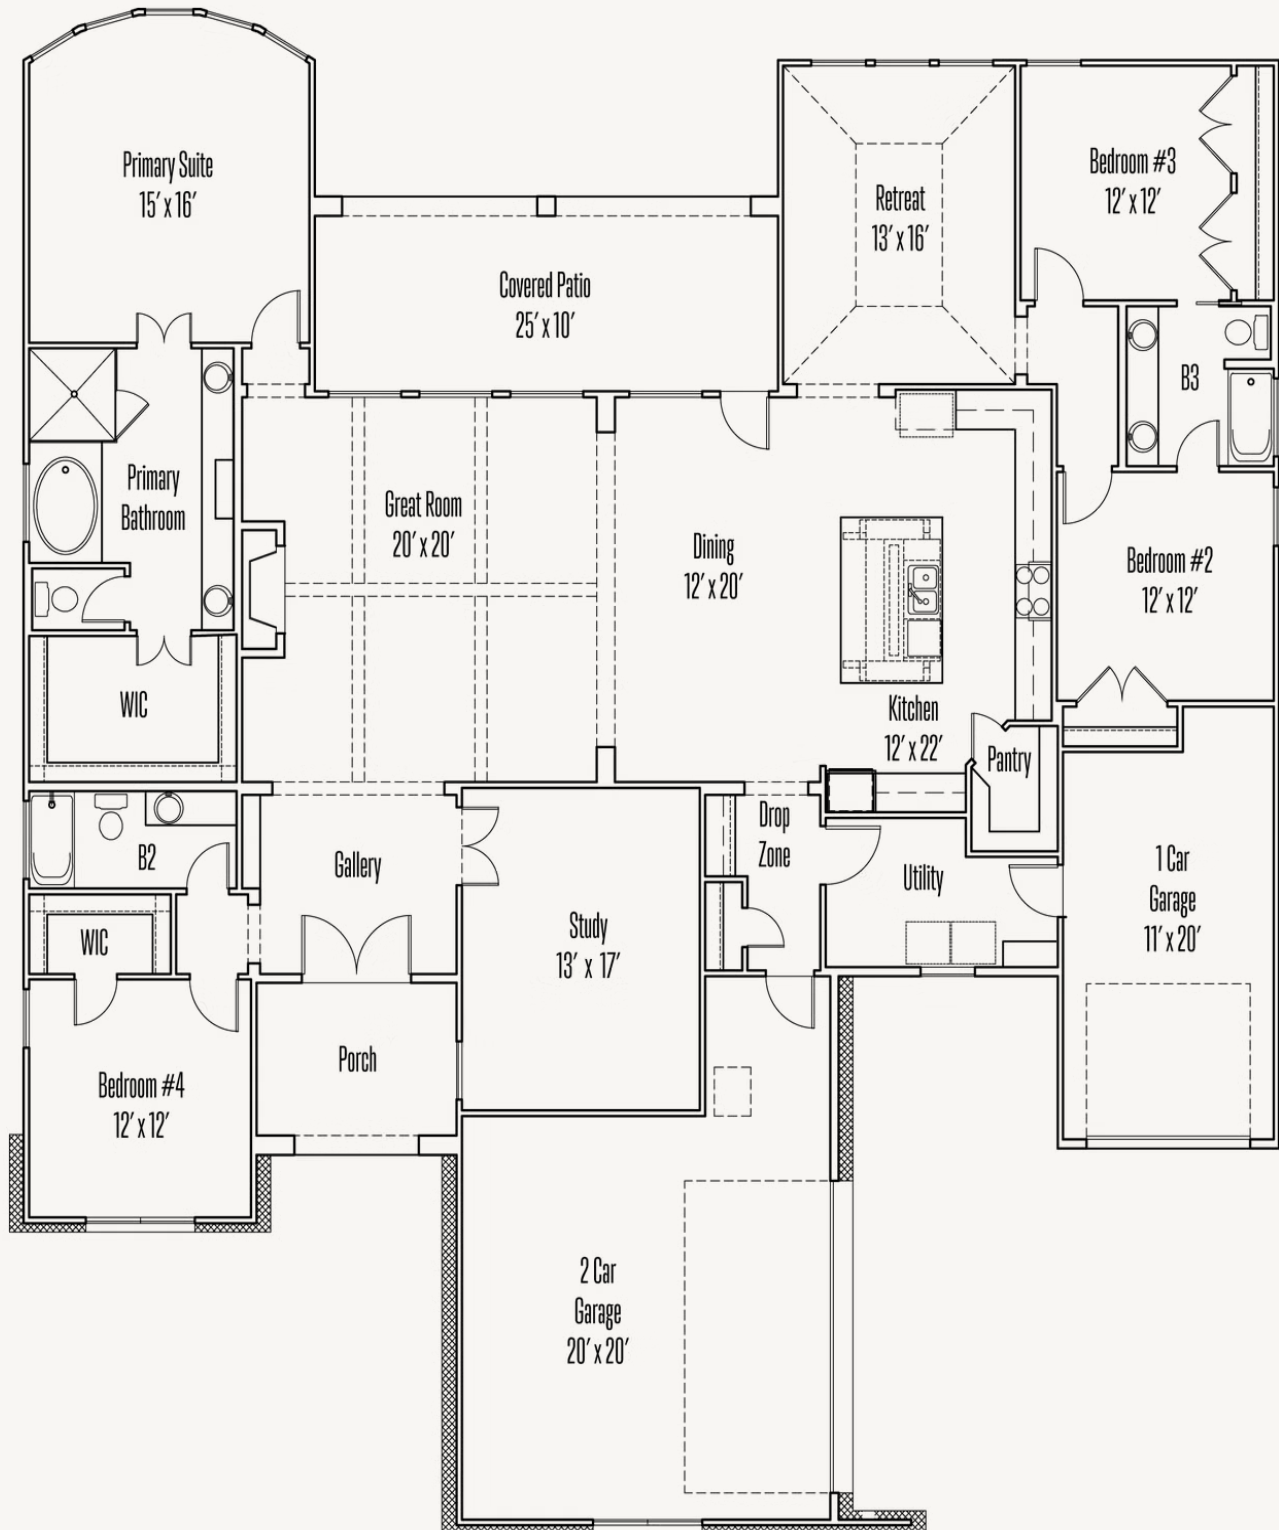 Primary Suite
15′ x 16′
Covered Patio
25′ x 10′
Retreat
13′ x 16′
Bedroom #3
12′ x 12′
B3
Primary
Bathroom
Great Room
20′ x 20′
Dining
12′ x 20′
Bedroom #2
12′ x 12′
WIC
Kitchen
12′ x 22′
Pantry
B2
Gallery
Drop
Zone
Utility
1 Car
Garage
11′ x 20′
WIC
Study
13′ x 17′
Porch
Bedroom #4
12′ x 12′
2 Car
Garage
20′ x 20′